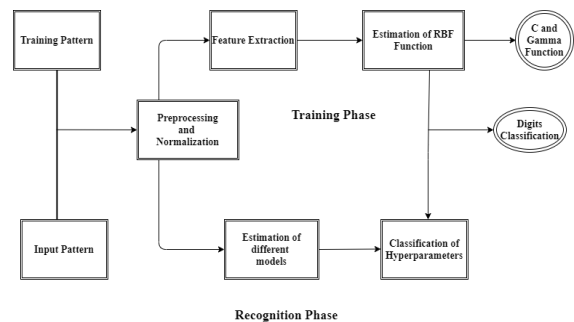 Training Pattern
Feature Extraction
Estimation of RBF
Function
C and
Gamma
Function
Preprocessing
and
Normalization
Training Phase
Digits
Classification
Input Pattern
Estimation of
different
models
Classification of
Hyperparameters
Recognition Phase